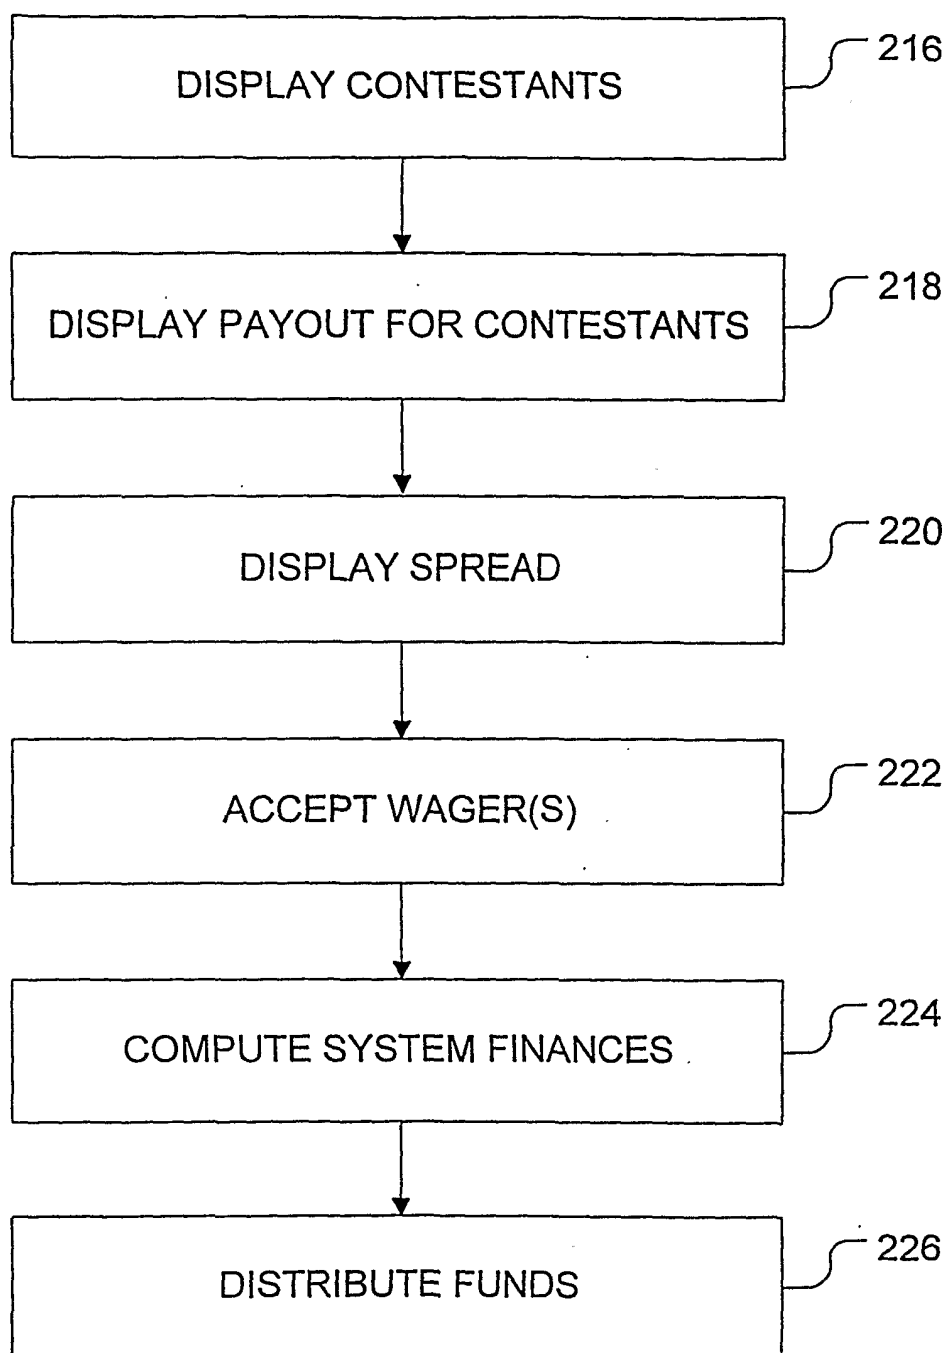 DISPLAY CONTESTANTS
216
DISPLAY PAYOUT FOR CONTESTANTS
218
DISPLAY SPREAD
220
ACCEPT WAGER(S)
222
COMPUTE SYSTEM FINANCES
224
DISTRIBUTE FUNDS
226